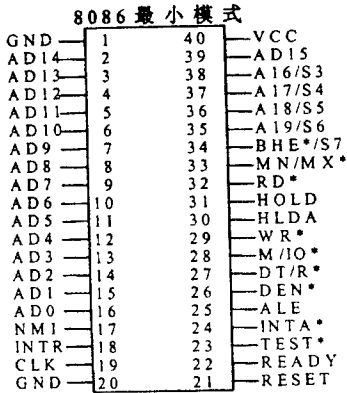 8086最小模式
GND 1 40 VCC
AD14 2 39 AD15
AD13 3 38 A16/S3
AD12 4 37 A17/S4
AD11 5 36 A18/S5
AD10 6 35 A19/S6
AD9 7 34 BHE*/S7
AD8 8 33 MN/MX*
AD7 9 32 RD*
AD6 10 31 HOLD
AD5 11 30 HLDA
AD4 12 29 WR*
AD3 13 28 M/IO*
AD2 14 27 DT/R*
AD1 15 26 DEN*
AD0 16 25 ALE
NMI 17 24 INTA*
INTR 18 23 TEST*
CLK 19 22 READY
GND 20 21 RESET